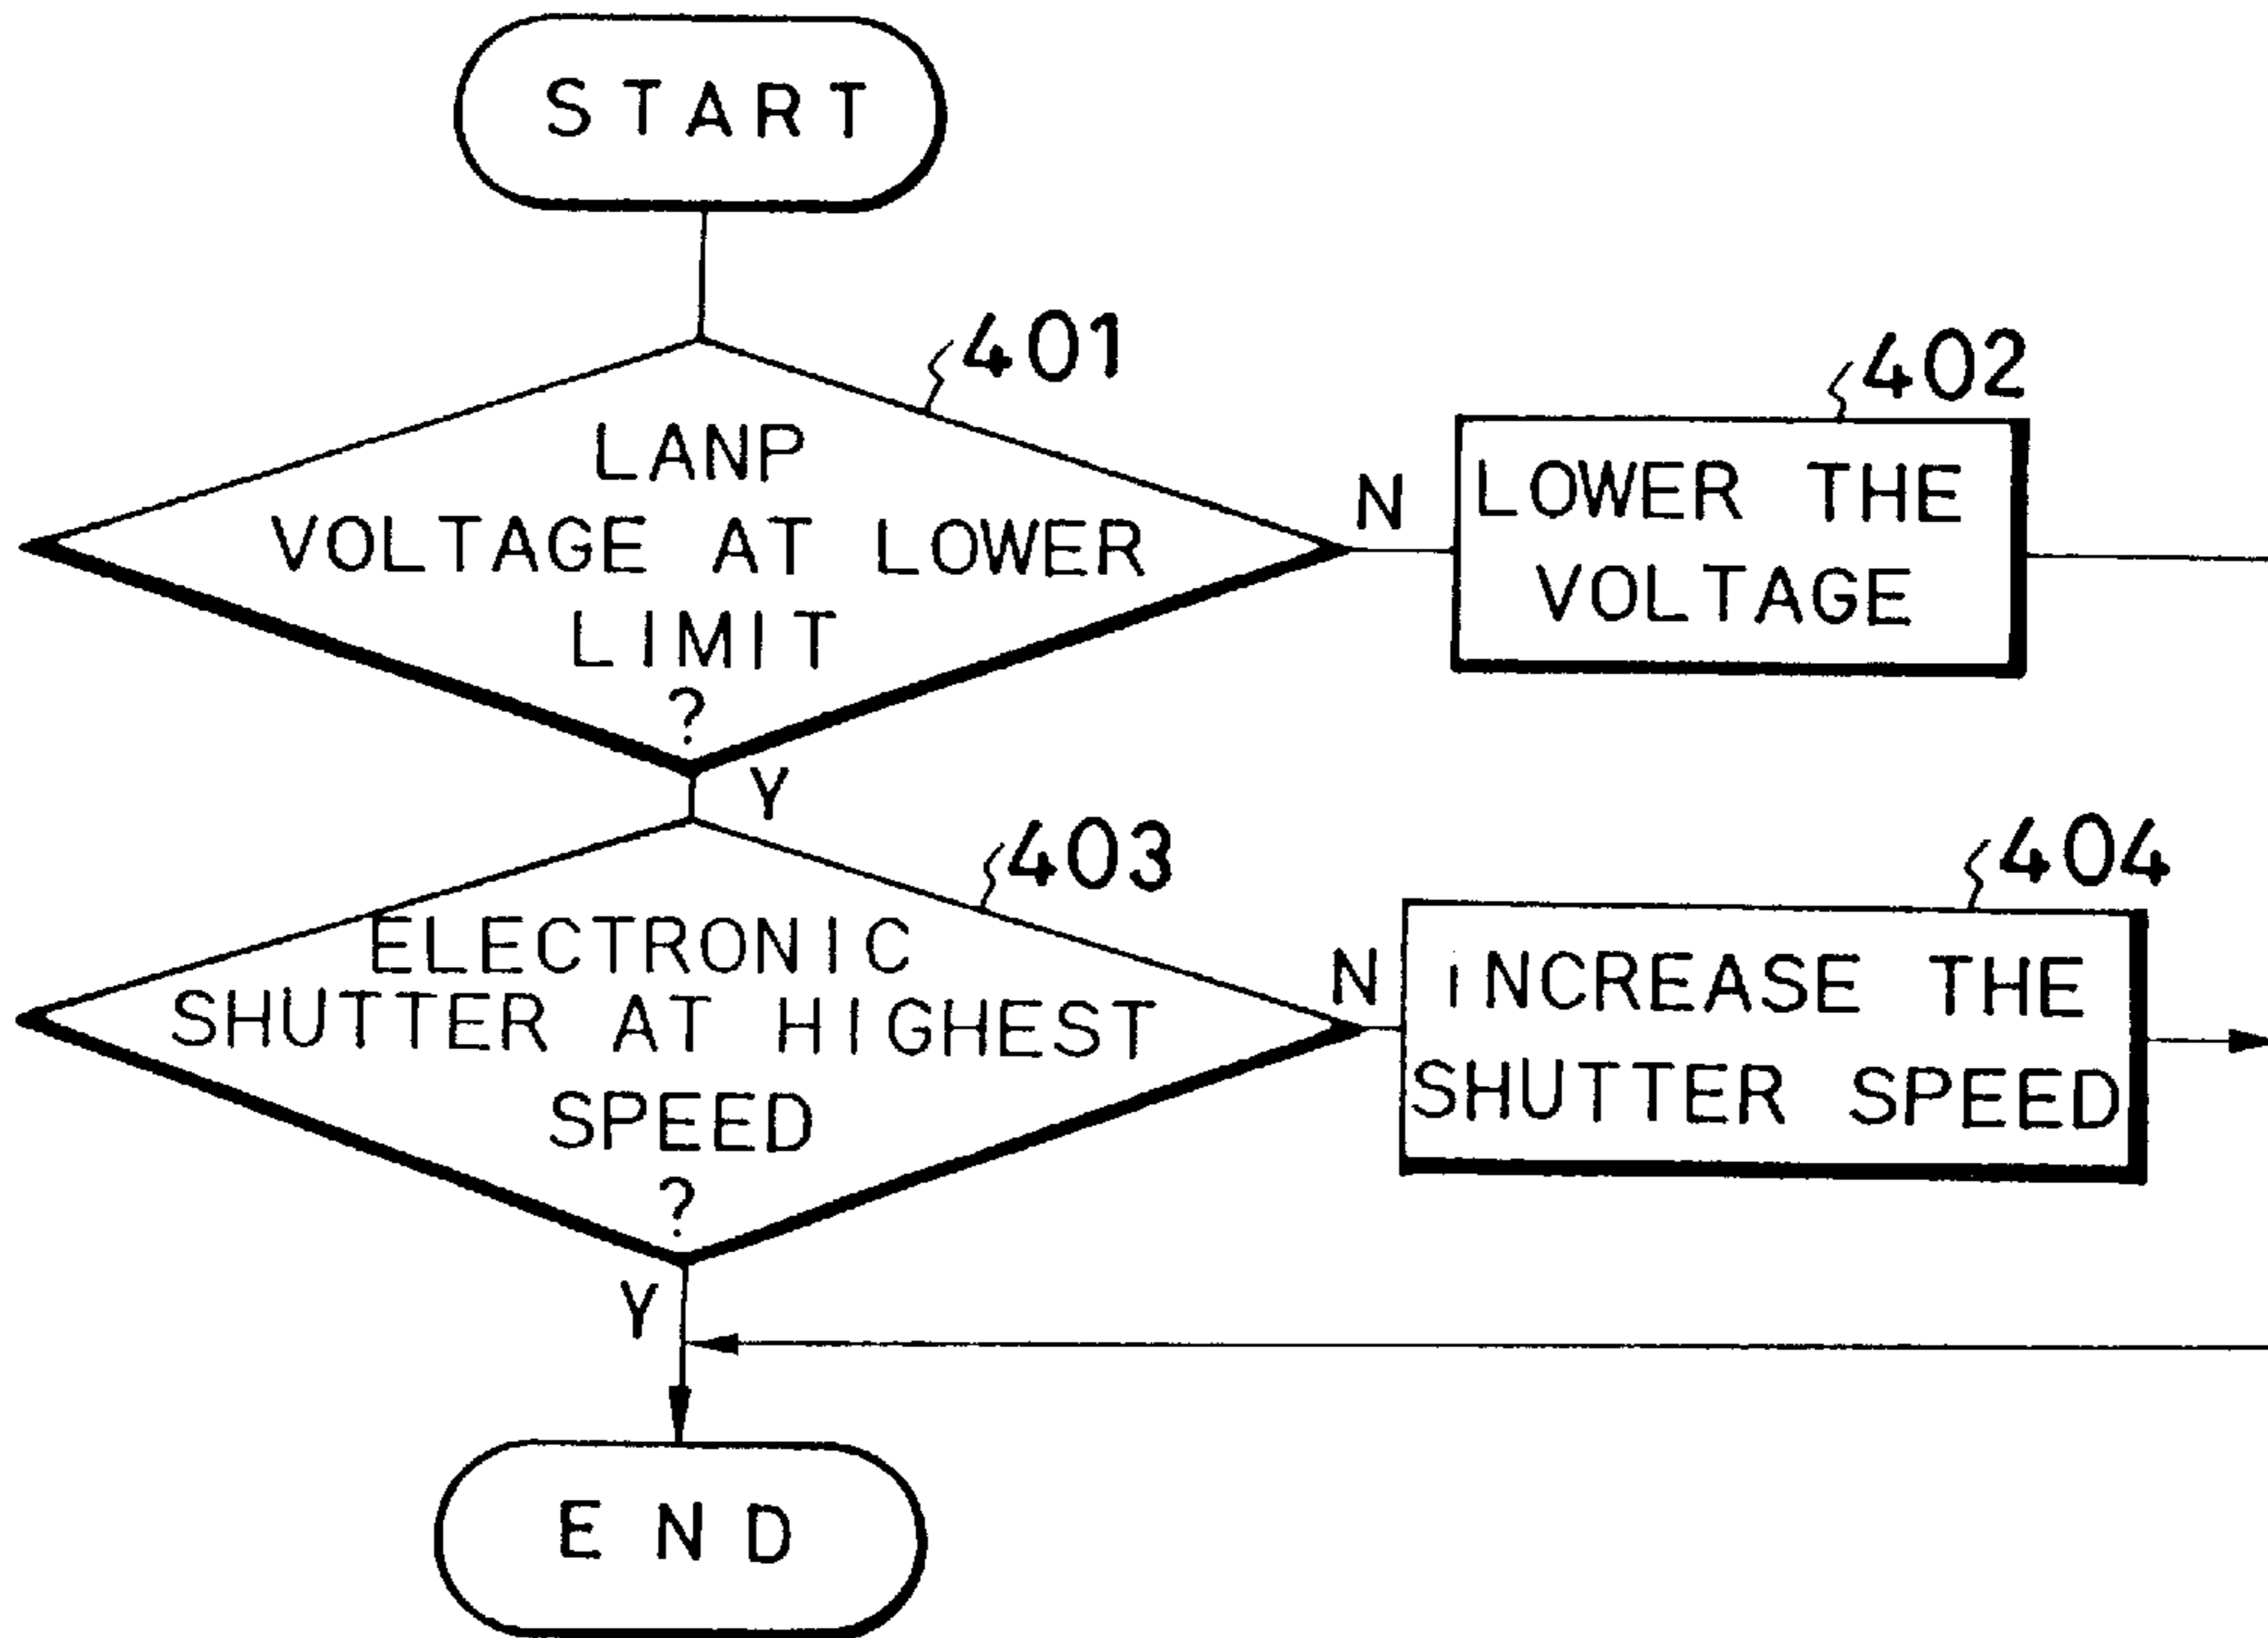 START
401
LANP
VOLTAGE AT LOWER
LIMIT
?
N
402
LOWER THE
VOLTAGE
Y
403
ELECTRONIC
SHUTTER AT HIGHEST
SPEED
?
N
404
iNCREASE THE
SHUTTER SPEED
Y
END